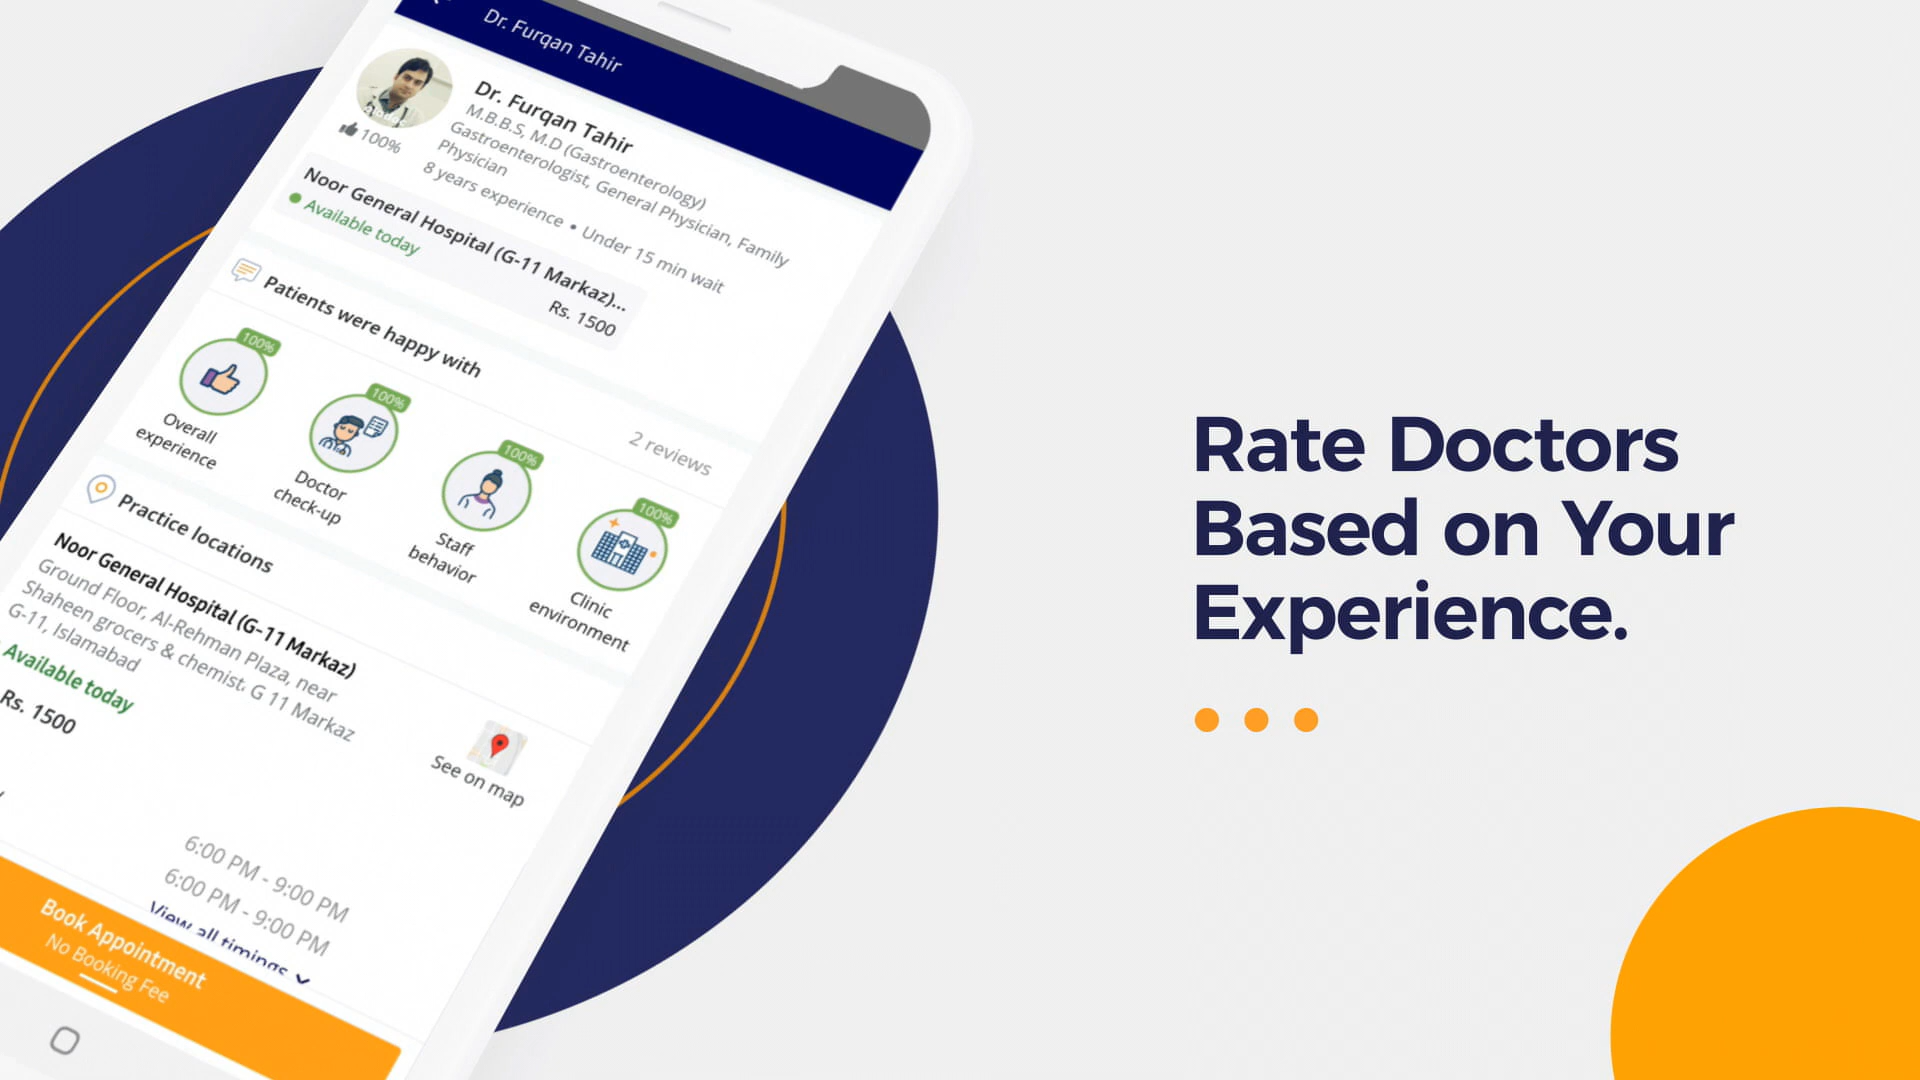 Dr. Furqan Tahir
Dr. Furqan Tahir
M.B.B.S, M.D (Gastroenterology)
Gastroenterologist, General Physician, Family
Physician
8 years experience • Under 15 min wait
100%
Noor General Hospital (G-11 Markaz)...
Available today
Rs. 1500
Patients were happy with
2 reviews
100%
Overall
experience
100%
Doctor
check-up
100%
Staff
behavior
100%
Clinic
environment
Practice locations
Noor General Hospital (G-11 Markaz)
Ground Floor, Al-Rehman Plaza, near
Shaheen grocers & chemist, G 11 Markaz
G-11, Islamabad
Available today
Rs. 1500
See on map
6:00 PM - 9:00 PM
6:00 PM - 9:00 PM
View all timings
Book Appointment
No Booking Fee
Rate Doctors
Based on Your
Experience.